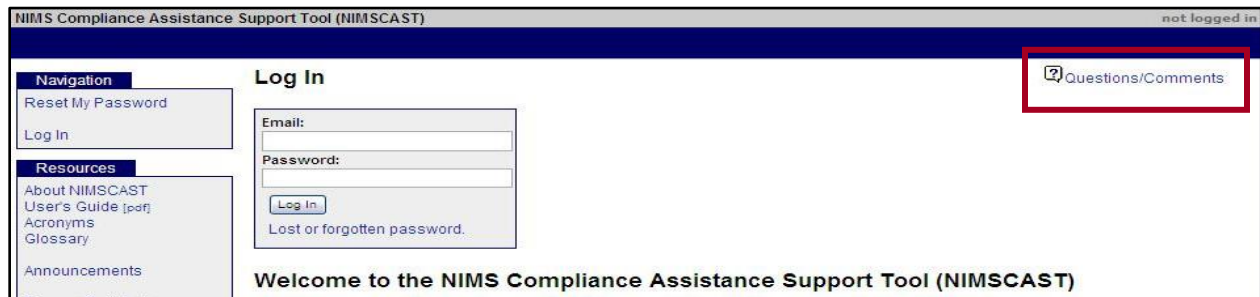 NIMS Compliance Assistance Support Tool (NIMSCAST)
not logged in
Navigation
Reset My Password
Log In
Resources
About NIMSCAST
User's Guide [pdf]
Acronyms
Glossary
Announcements
Log In
Email:
Password:
Log In
Lost or forgotten password.
Questions/Comments
Welcome to the NIMS Compliance Assistance Support Tool (NIMSCAST)